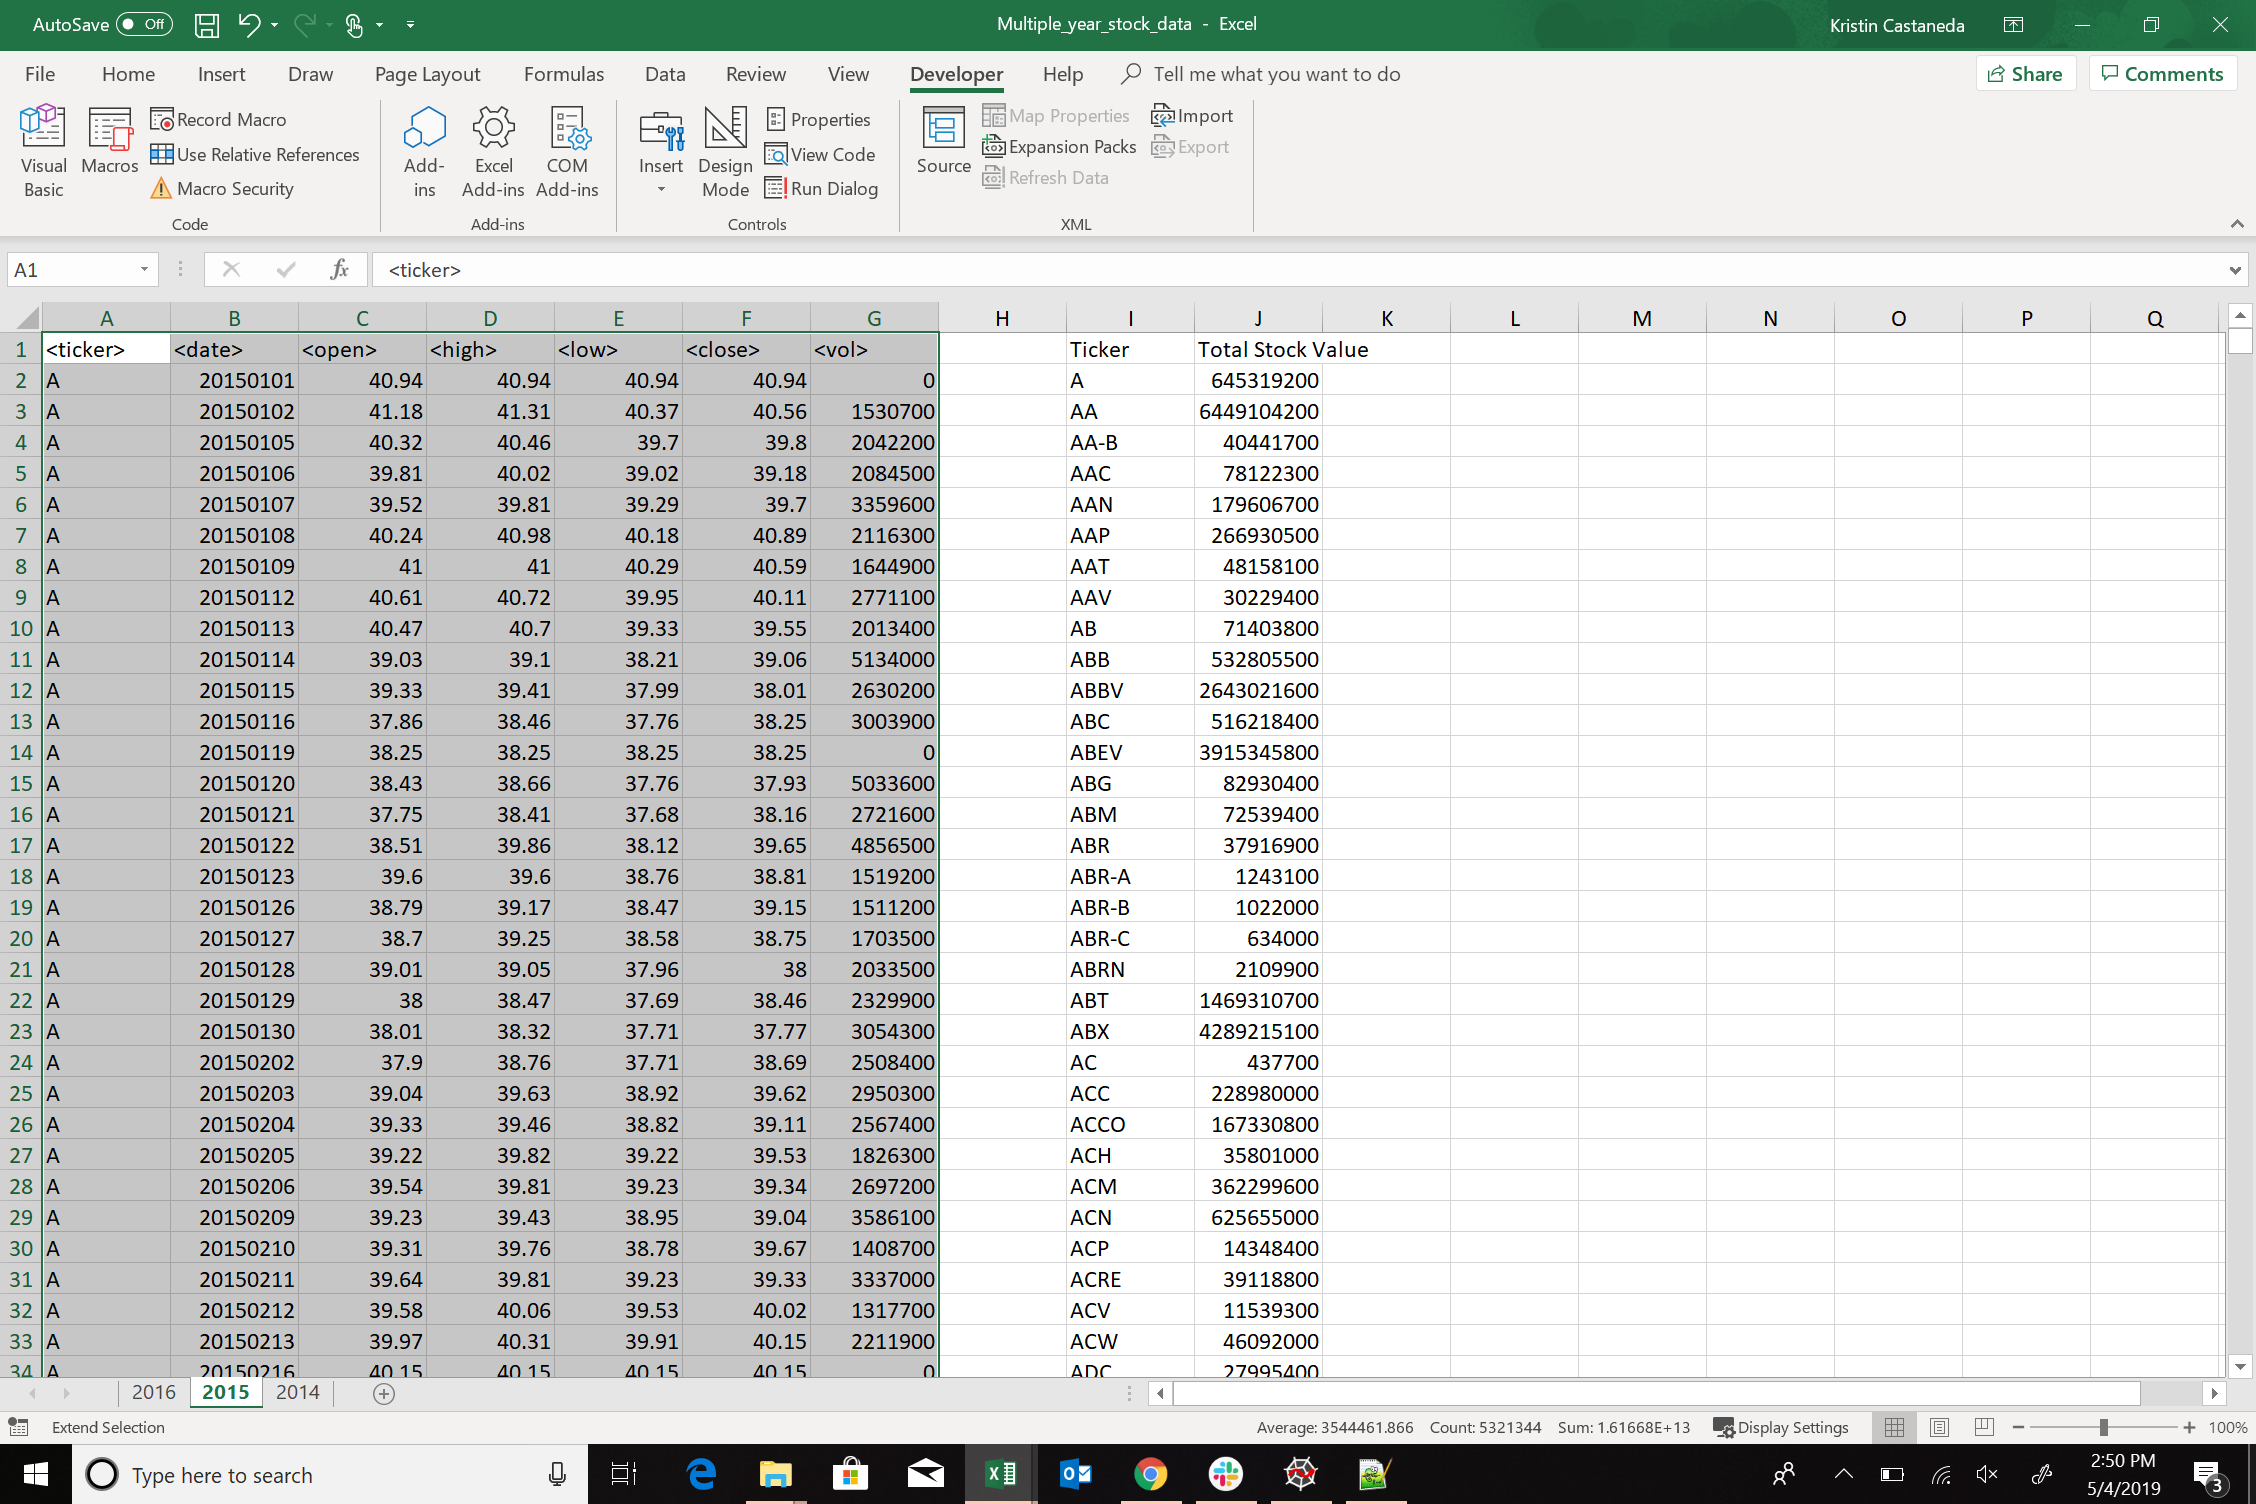 AutoSave Off Multiple_year_stock_data - Excel Kristin Castaneda
File Home Insert Draw Page Layout Formulas Data Review View Developer Help Tell me what you want to do Share Comments
Visual Basic Macros Record Macro Use Relative References Macro Security
Add-ins Excel Add-ins COM Add-ins
Insert Design Mode Properties View Code Run Dialog
Source Map Properties Expansion Packs Refresh Data Import Export
Code Add-ins Controls XML
A1 fx <ticker>
A B C D E F G H I J K L M N O P Q
1 <ticker> <date> <open> <high> <low> <close> <vol> Ticker Total Stock Value
2 A 20150101 40.94 40.94 40.94 40.94 0 A 645319200
3 A 20150102 41.18 41.31 40.37 40.56 1530700 AA 6449104200
4 A 20150105 40.32 40.46 39.7 39.8 2042200 AA-B 40441700
5 A 20150106 39.81 40.02 39.02 39.18 2084500 AAC 78122300
6 A 20150107 39.52 39.81 39.29 39.7 3359600 AAN 179606700
7 A 20150108 40.24 40.98 40.18 40.89 2116300 AAP 266930500
8 A 20150109 41 41 40.29 40.59 1644900 AAT 48158100
9 A 20150112 40.61 40.72 39.95 40.11 2771100 AAV 30229400
10 A 20150113 40.47 40.7 39.33 39.55 2013400 AB 71403800
11 A 20150114 39.03 39.1 38.21 39.06 5134000 ABB 532805500
12 A 20150115 39.33 39.41 37.99 38.01 2630200 ABBV 2643021600
13 A 20150116 37.86 38.46 37.76 38.25 3003900 ABC 516218400
14 A 20150119 38.25 38.25 38.25 38.25 0 ABEV 3915345800
15 A 20150120 38.43 38.66 37.76 37.93 5033600 ABG 82930400
16 A 20150121 37.75 38.41 37.68 38.16 2721600 ABM 72539400
17 A 20150122 38.51 39.86 38.12 39.65 4856500 ABR 37916900
18 A 20150123 39.6 39.6 38.76 38.81 1519200 ABR-A 1243100
19 A 20150126 38.79 39.17 38.47 39.15 1511200 ABR-B 1022000
20 A 20150127 38.7 39.25 38.58 38.75 1703500 ABR-C 634000
21 A 20150128 39.01 39.05 37.96 38 2033500 ABRN 2109900
22 A 20150129 38 38.47 37.69 38.46 2329900 ABT 1469310700
23 A 20150130 38.01 38.32 37.71 37.77 3054300 ABX 4289215100
24 A 20150202 37.9 38.76 37.71 38.69 2508400 AC 437700
25 A 20150203 39.04 39.63 38.92 39.62 2950300 ACC 228980000
26 A 20150204 39.33 39.46 38.82 39.11 2567400 ACCO 167330800
27 A 20150205 39.22 39.82 39.22 39.53 1826300 ACH 35801000
28 A 20150206 39.54 39.81 39.23 39.34 2697200 ACM 362299600
29 A 20150209 39.23 39.43 38.95 39.04 3586100 ACN 625655000
30 A 20150210 39.31 39.76 38.78 39.67 1408700 ACP 14348400
31 A 20150211 39.64 39.81 39.23 39.33 3337000 ACRE 39118800
32 A 20150212 39.58 40.06 39.53 40.02 1317700 ACV 11539300
33 A 20150213 39.97 40.31 39.91 40.15 2211900 ACW 46092000
34 A 20150216 40.15 40.15 40.15 40.15 0 ADC 27995400
2016 2015 2014
Extend Selection Average: 3544461.866 Count: 5321344 Sum: 1.61668E+13 Display Settings 100%
Type here to search 2:50 PM
5/4/2019 3